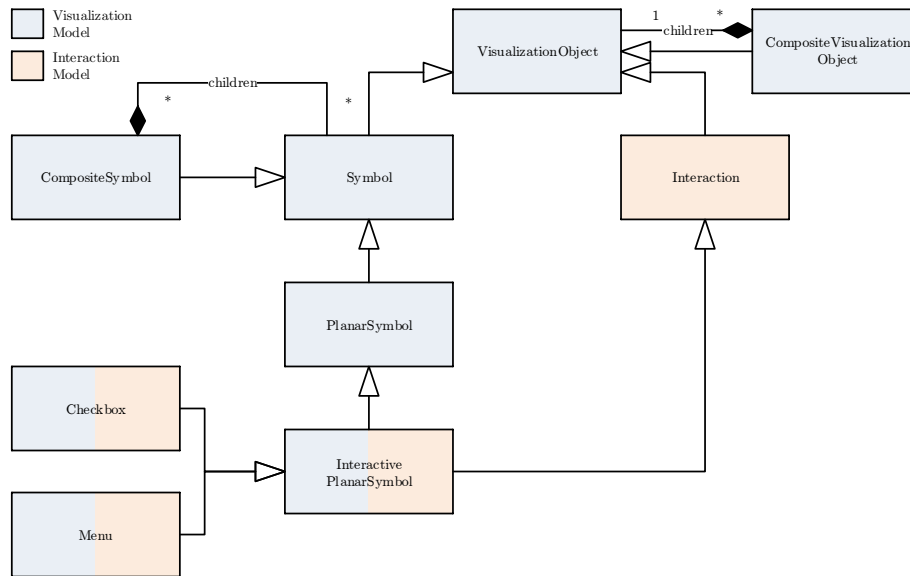 Visualization
Model
Interaction
Model
VisualizationObject
1
*
children
CompositeVisualization
Object
children
*
*
CompositeSymbol
Symbol
Interaction
PlanarSymbol
Checkbox
Interactive
PlanarSymbol
Menu